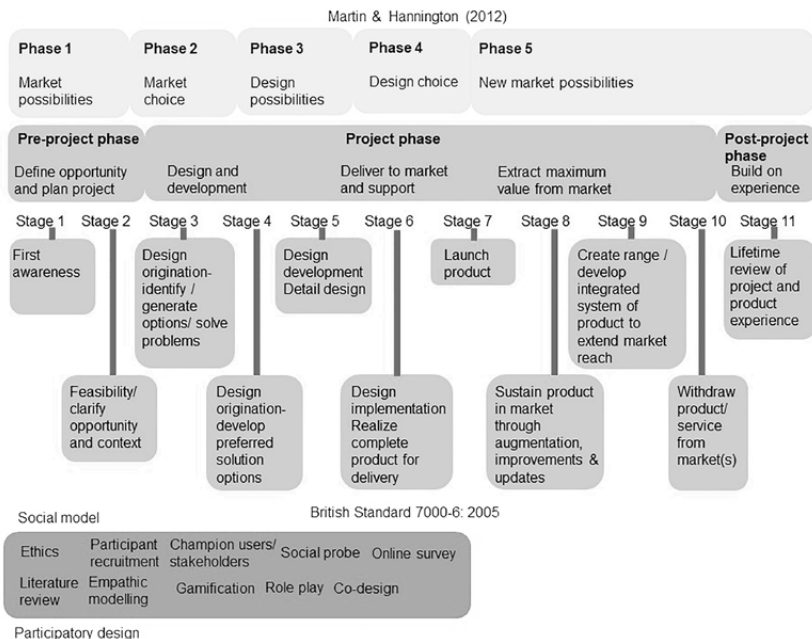 Martin & Hannington (2012)
Phase 1
Market
possibilities
Phase 2
Market
choice
Phase 3
Design
possibilities
Phase 4
Design choice
Phase 5
New market possibilities
Pre-project phase
Define opportunity
and plan project
Project phase
Design and
development
Deliver to market
and support
Extract maximum
value from market
Post-project
phase
Build on
experience
Stage 1
First
awareness
Stage 2
Feasibility/
clarify
opportunity
and context
Stage 3
Design
origination-
identify /
generate
options/ solve
problems
Stage 4
Design
origination-
develop
preferred
solution
options
Stage 5
Design
development
Detail design
Stage 6
Design
implementation
Realize
complete
product for
delivery
Stage 7
Launch
product
Stage 8
Sustain product
in market
through
augmentation,
improvements &
updates
Stage 9
Create range /
develop
integrated
system of
product to
extend market
reach
Stage 10
Withdraw
product/
service
from
market(s)
Stage 11
Lifetime
review of
project and
product
experience
British Standard 7000-6: 2005
Social model
Ethics
Participant
recruitment
Champion users/
stakeholders
Social probe
Online survey
Literature
review
Empathic
modelling
Gamification
Role play
Co-design
Participatory design